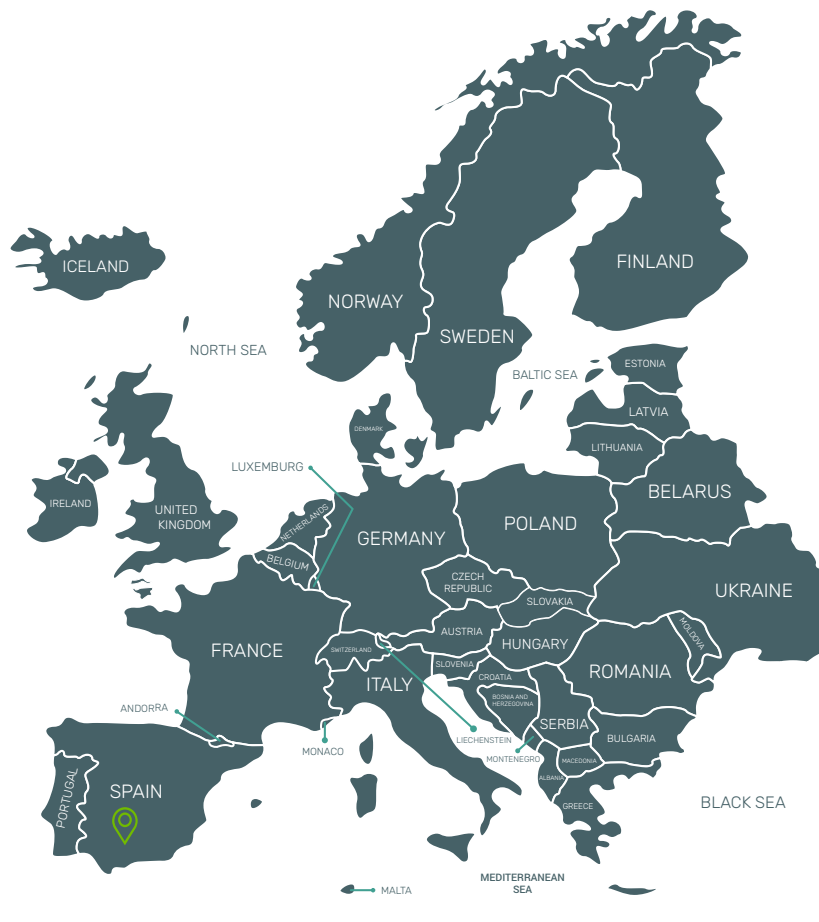 ICELAND
FINLAND
NORWAY
SWEDEN
NORTH SEA
ESTONIA
BALTIC SEA
LATVIA
DENMARK
LITHUANIA
LUXEMBURG
BELARUS
IRELAND
UNITED
KINGDOM
NETHERLANDS
GERMANY
POLAND
BELGIUM
CZECH
REPUBLIC
UKRAINE
SLOVAKIA
AUSTRIA
MOLDOVA
FRANCE
SWITZERLAND
HUNGARY
SLOVENIA
ROMANIA
CROATIA
ITALY
BOSNIA AND
HERZEGOVINA
ANDORRA
SERBIA
LIECHENSTEIN
BULGARIA
MONACO
MONTENEGRO
MACEDONIA
ALBANIA
PORTUGAL
SPAIN
GREECE
BLACK SEA
MEDITERRANEAN
SEA
MALTA